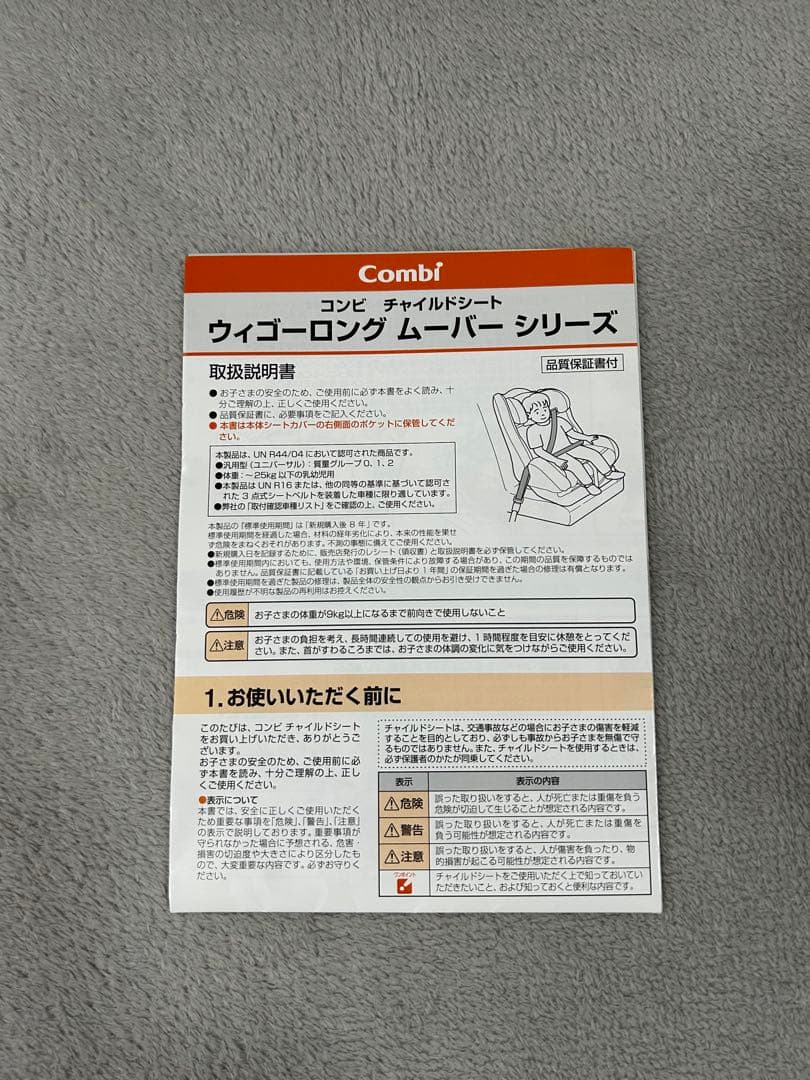 Combi
コンビ チャイルドシート
ウィゴーロング ムーバー シリーズ
取扱説明書
品質保証書付
●お子さまの安全のため、ご使用前に必ず本書をよく読み、十
分ご理解の上、正しくご使用ください。
●品質保証書に、必要事項をご記入ください。
●本書は本体シートカバーの右側面のポケットに保管してくだ
さい。
本製品は、UN R44/04 において認可された商品です。
●汎用型（ユニバーサル）：質量グループ 0、1、2
●体重：～25kg 以下の乳幼児用
●本製品は UN R16 または、他の同等の基準に基づいて認可さ
れた 3 点式シートベルトを装着した車種に限り適しています。
●弊社の「取付確認車種リスト」をご確認の上、ご使用ください。
本製品の「標準使用期間」は「新規購入後 8 年」です。
標準使用期間を経過した場合、材料の経年劣化により、本来の性能を果せ
ず危険をまねくおそれがあります。不測の事態に備えてご使用ください。
●新規購入日を記録するために、販売店発行のレシート（領収書）と取扱説明書を必ず保管してください。
●標準使用期間内においても、使用方法や環境、保管条件により故障する場合があり、この期間の品質を保障するものでは
ありません。品質保証書に記載している「お買い上げ日より 1 年間」の保証期間を過ぎた場合の修理は有償となります。
●標準使用期間を過ぎた製品の修理は、製品全体の安全性の観点からお引き受けできません。
●使用履歴が不明な製品の再利用はお控えください。
危険 お子さまの体重が9kg以上になるまで前向きで使用しないこと
注意 お子さまの負担を考え、長時間連続しての使用を避け、1 時間程度を目安に休憩をとってくだ
さい。また、首がすわるころまでは、お子さまの体調の変化に気をつけながらご使用ください。
1. お使いいただく前に
このたびは、コンビ チャイルドシート
をお買い上げいただき、ありがとうご
ざいます。
お子さまの安全のため、ご使用前に必
ず本書を読み、十分ご理解の上、正し
くご使用ください。
●表示について
本書では、安全に正しくご使用いただく
ため重要な事項を「危険」、「警告」、「注意」
の表示で説明しております。重要事項が
守られなかった場合に予想される、危害・
損害の切迫度や大きさにより区分したも
ので、大変重要な内容です。必ずお守りく
ださい。
チャイルドシートは、交通事故などの場合にお子さまの傷害を軽減
することを目的としており、必ずしも事故からお子さまを無傷で守
るものではありません。また、チャイルドシートを使用するときは、
必ず保護者のかたが同乗してください。
表示 表示の内容
危険 誤った取り扱いをすると、人が死亡または重傷を負う
危険が切迫して生じることが想定される内容です。
警告 誤った取り扱いをすると、人が死亡または重傷を
負う可能性が想定される内容です。
注意 誤った取り扱いをすると、人が傷害を負ったり、物
的損害が起こる可能性が想定される内容です。
ワンポイント チャイルドシートをご使用いただく上で知っておいてい
ただきたいこと、および知っておくと便利な内容です。